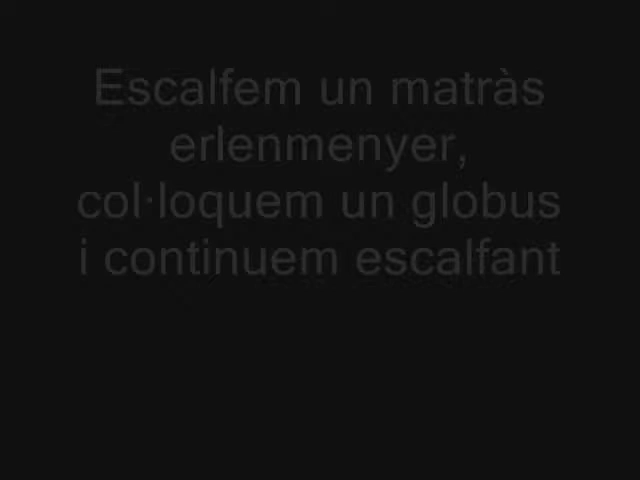 Escalfem un matràs
erlenmenyer,
col·loquem un globus
i continuem escalfant